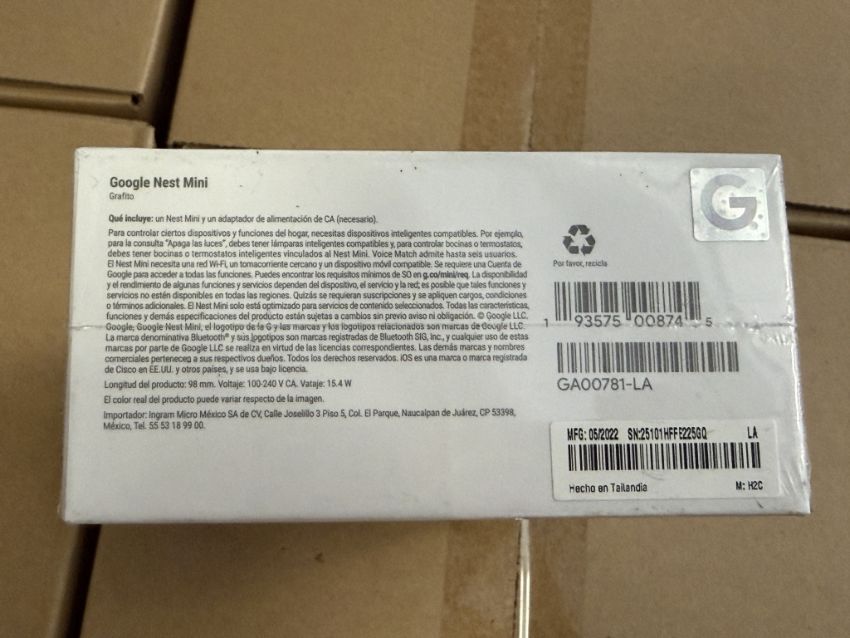 Google Nest Mini
Grafito
Qué incluye: un Nest Mini y un adaptador de alimentación de CA (necesario).
Para controlar ciertos dispositivos y funciones del hogar, necesitas dispositivos inteligentes compatibles. Por ejemplo,
para la consulta "Apaga las luces", debes tener lámparas inteligentes compatibles y, para controlar bocinas o termostatos,
debes tener bocinas o termostatos inteligentes vinculados al Nest Mini. Voice Match admite hasta seis usuarios.
El Nest Mini necesita una red Wi-Fi, un tomacorriente cercano y un dispositivo móvil compatible. Se requiere una Cuenta de
Google para acceder a todas las funciones. Puedes encontrar los requisitos mínimos de SO en g.co/mini/req. La disponibilidad
y el rendimiento de algunas funciones y servicios dependen del dispositivo, el servicio y la red; es posible que tales funciones y
servicios no estén disponibles en todas las regiones. Quizás se requieran suscripciones y se apliquen cargos, condiciones
o términos adicionales. El Nest Mini solo está optimizado para servicios de contenido seleccionados. Todas las características,
funciones y demás especificaciones del producto están sujetas a cambios sin previo aviso ni obligación. © Google LLC.
Google, Google Nest Mini, el logotipo de la G y las marcas y los logotipos relacionados son marcas de Google LLC.
La marca denominativa Bluetooth® y sus logotipos son marcas registradas de Bluetooth SIG, Inc., y cualquier uso de estas
marcas por parte de Google LLC se realiza en virtud de las licencias correspondientes. Las demás marcas y nombres
comerciales pertenecen a sus respectivos dueños. Todos los derechos reservados. iOS es una marca o marca registrada
de Cisco en EE.UU. y otros países, y se usa bajo licencia.
Longitud del producto: 98 mm. Voltaje: 100-240 V CA. Vataje: 15.4 W
El color real del producto puede variar respecto de la imagen.
Importador: Ingram Micro México SA de CV, Calle Joselillo 3 Piso 5, Col. El Parque, Naucalpan de Juárez, CP 53398,
México, Tel. 55 53 18 99 00.
G
Por favor, recicla
1 93575 00874 5
GA00781-LA
MFG: 05/2022 SN:25101HFFE225GQ LA
Hecho en Tailandia M: H2C